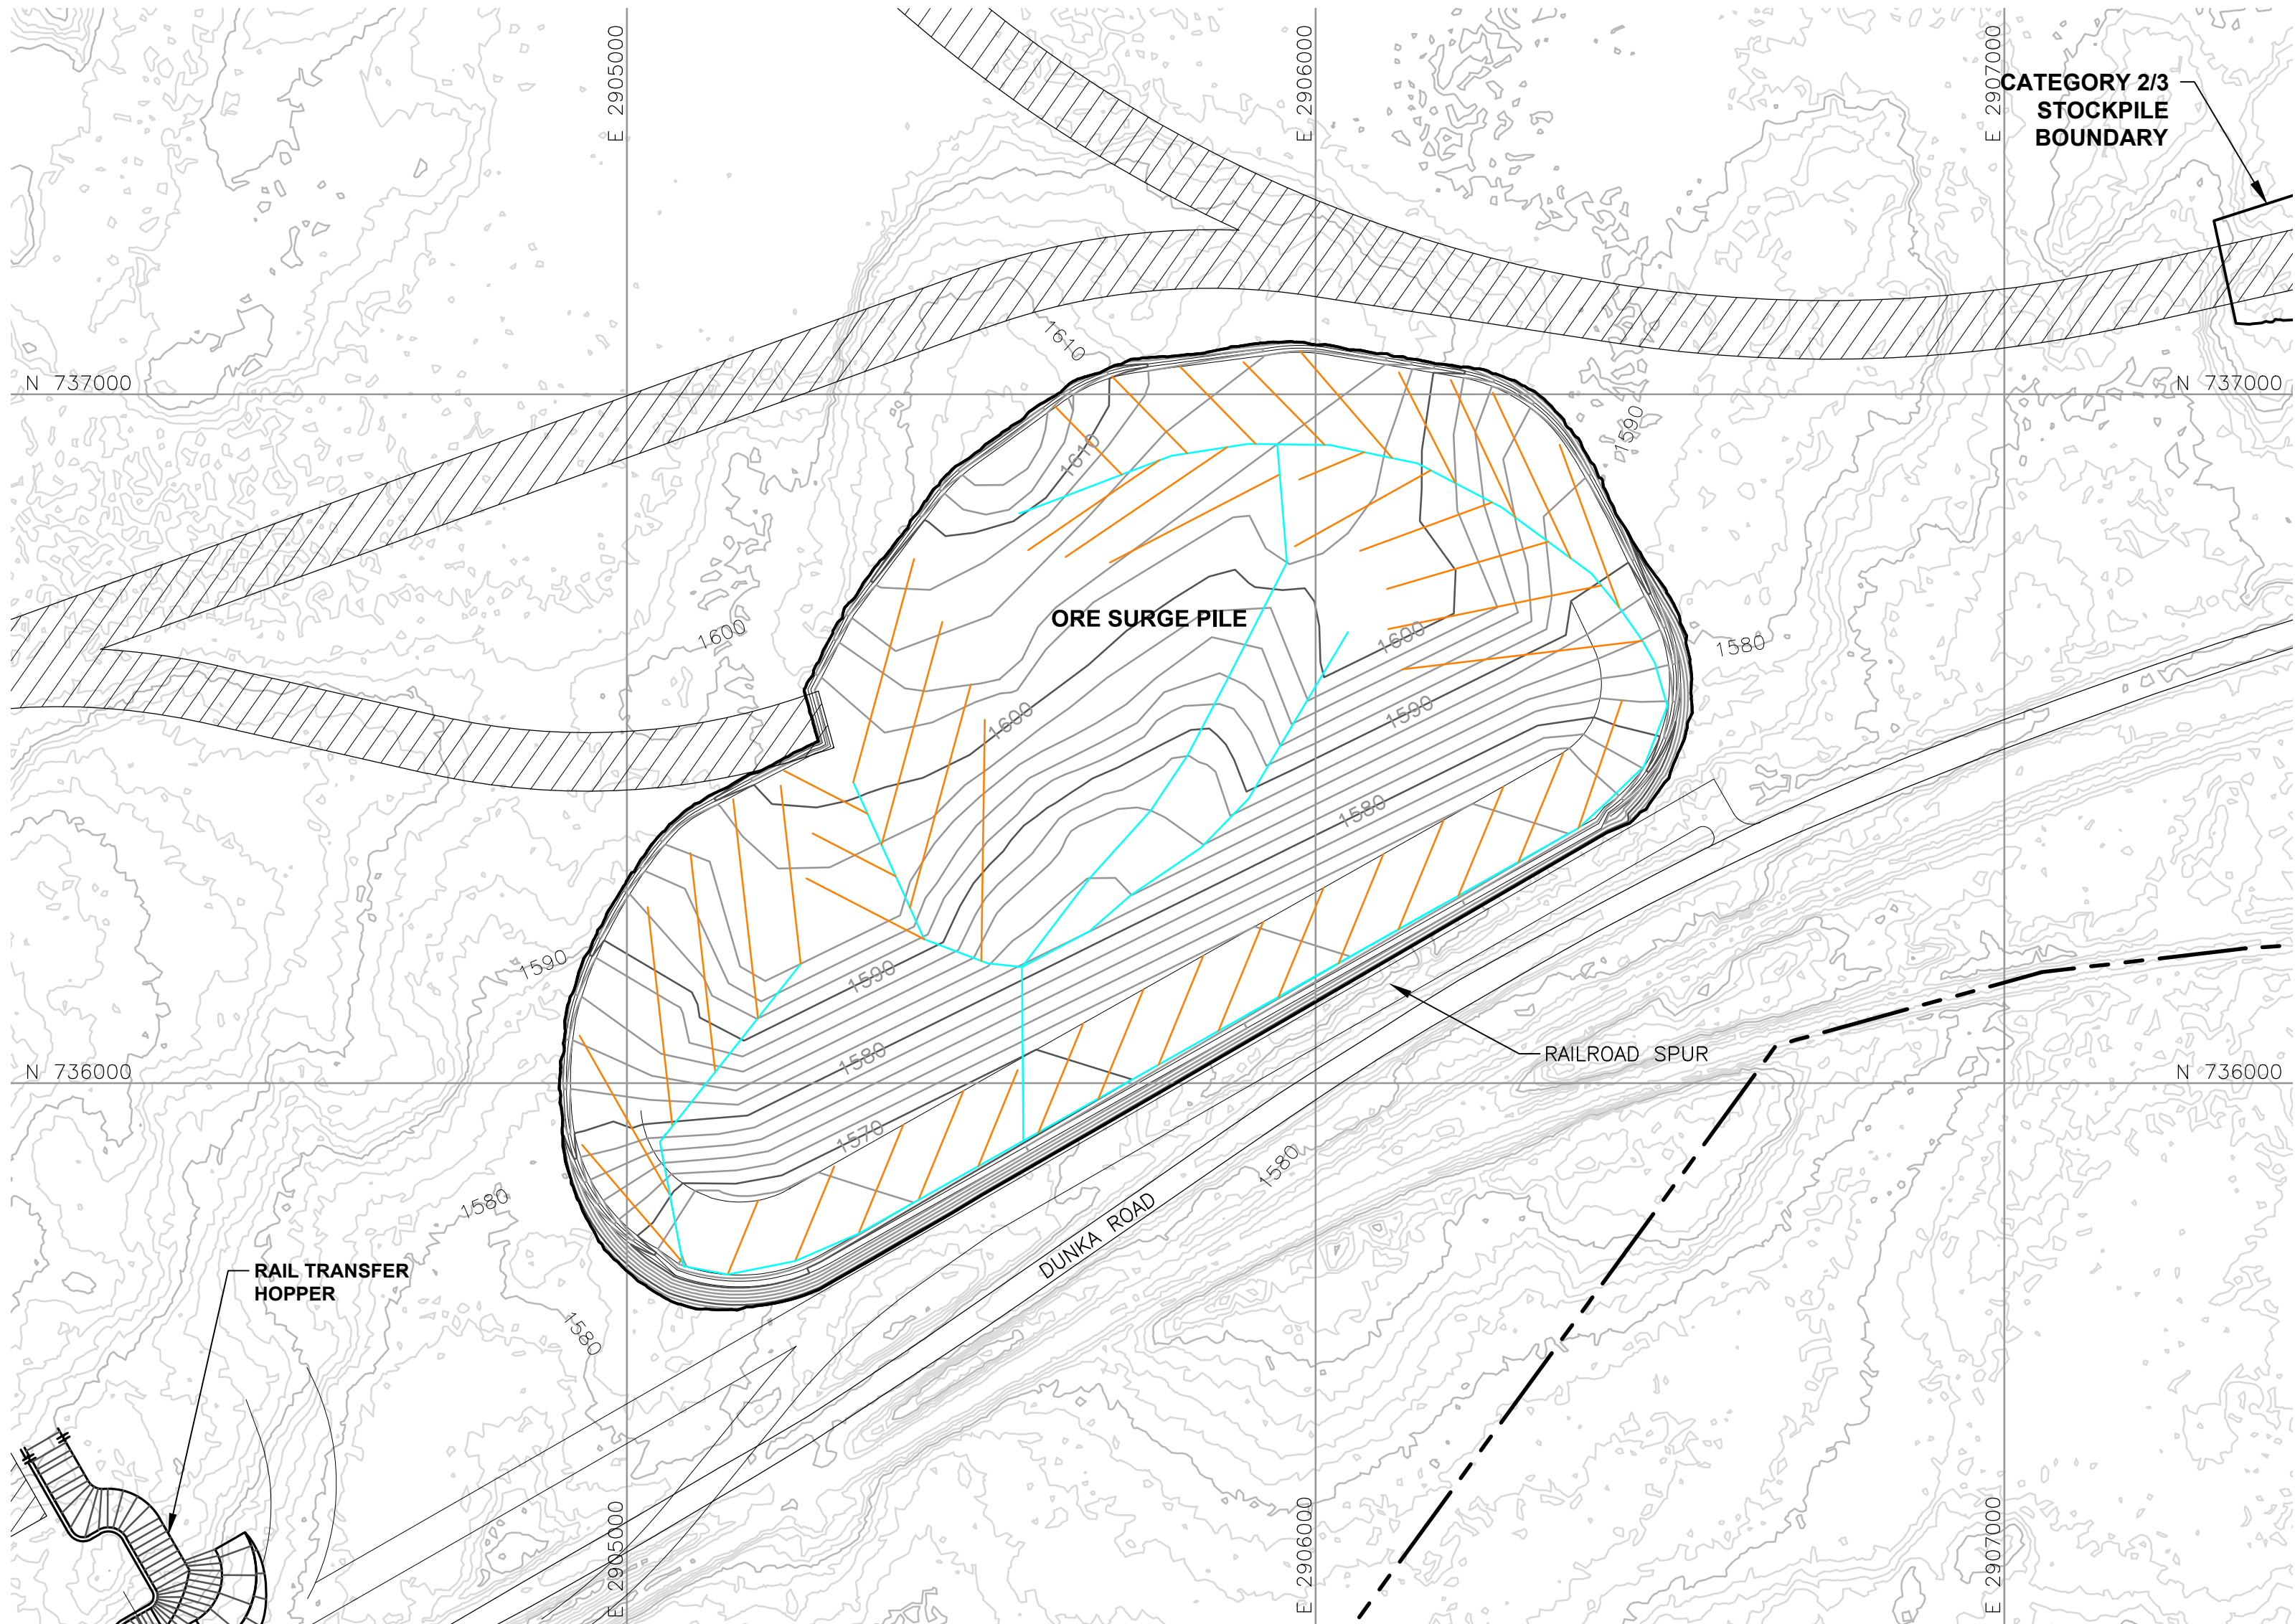 E 2905000
E 2906000
E 2907000
CATEGORY 2/3
STOCKPILE
BOUNDARY
1610
N 737000
N 737000
1590
1610
ORE SURGE PILE
1600
1600
1580
1600
1590
1580
1590
1590
1580
RAILROAD SPUR
N 736000
N 736000
1570
1580
1580
DUNKA ROAD
RAIL TRANSFER
HOPPER
1580
E 2905000
E 2906000
E 2907000